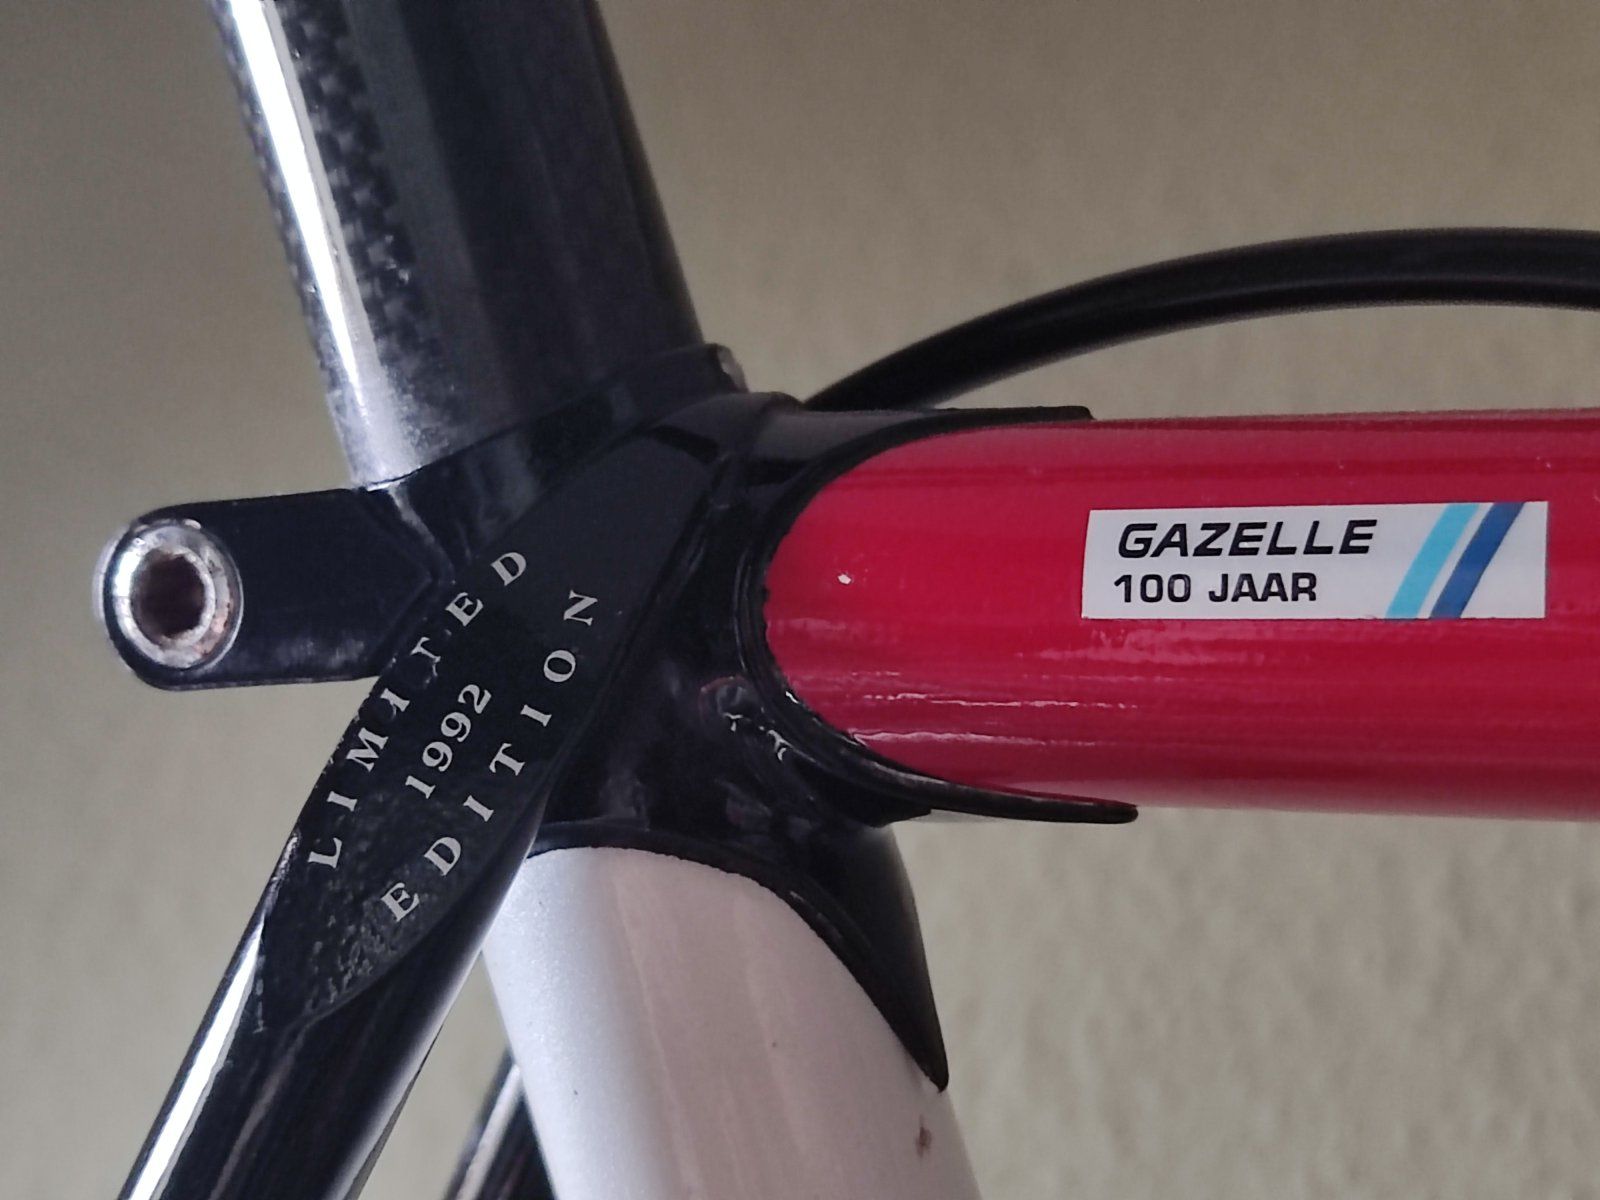 LIMITED
1992
EDITION
GAZELLE
100 JAAR